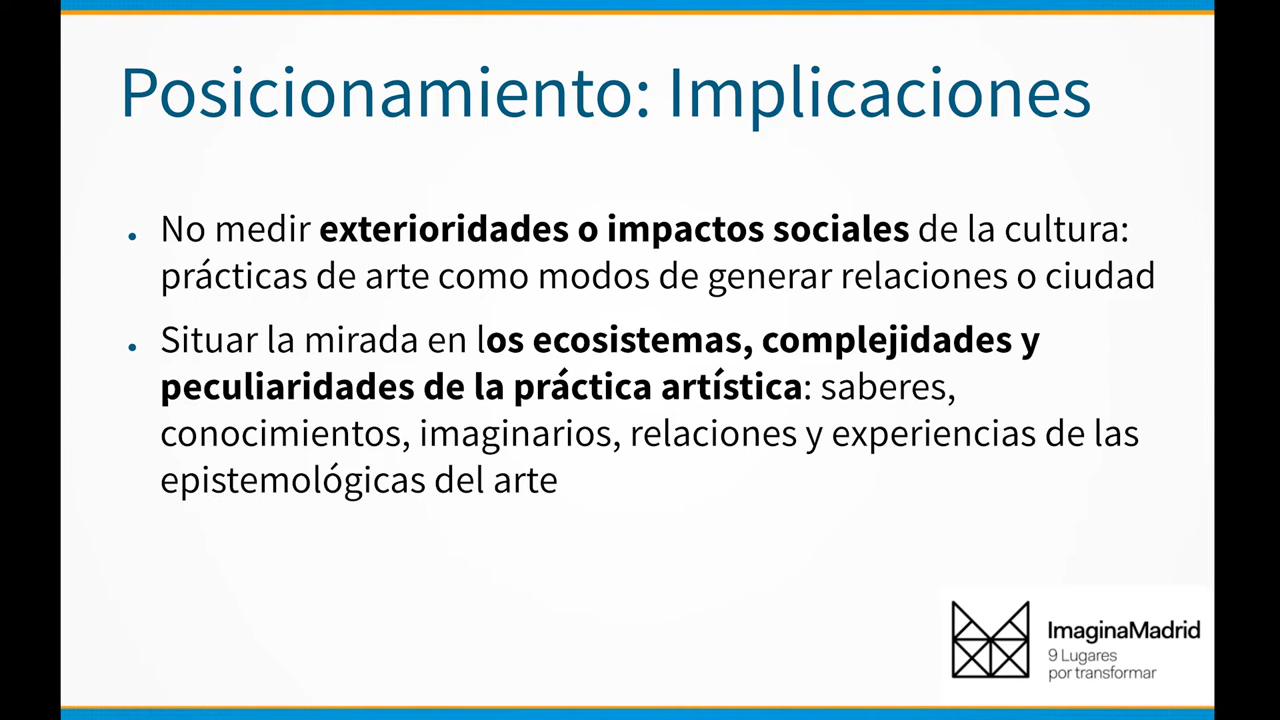 Posicionamiento: Implicaciones
No medir exterioridades o impactos sociales de la cultura:
prácticas de arte como modos de generar relaciones o ciudad
Situar la mirada en los ecosistemas, complejidades y
peculiaridades de la práctica artística: saberes,
conocimientos, imaginarios, relaciones y experiencias de las
epistemológicas del arte
ImaginaMadrid
9 Lugares
por transformar